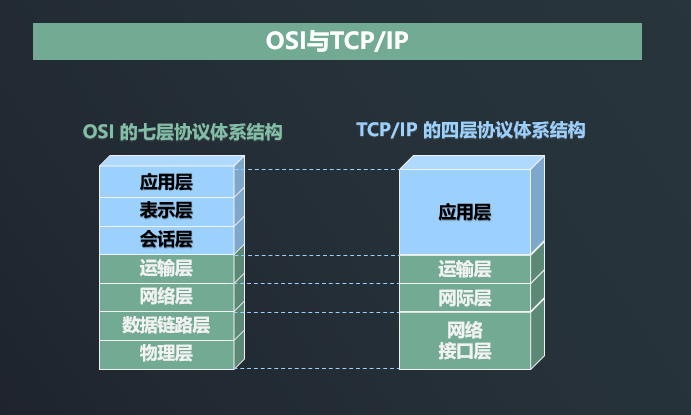 OSI与TCP/IP
OSI 的七层协议体系结构
应用层
表示层
会话层
运输层
网络层
数据链路层
物理层
TCP/IP 的四层协议体系结构
应用层
运输层
网际层
网络
接口层